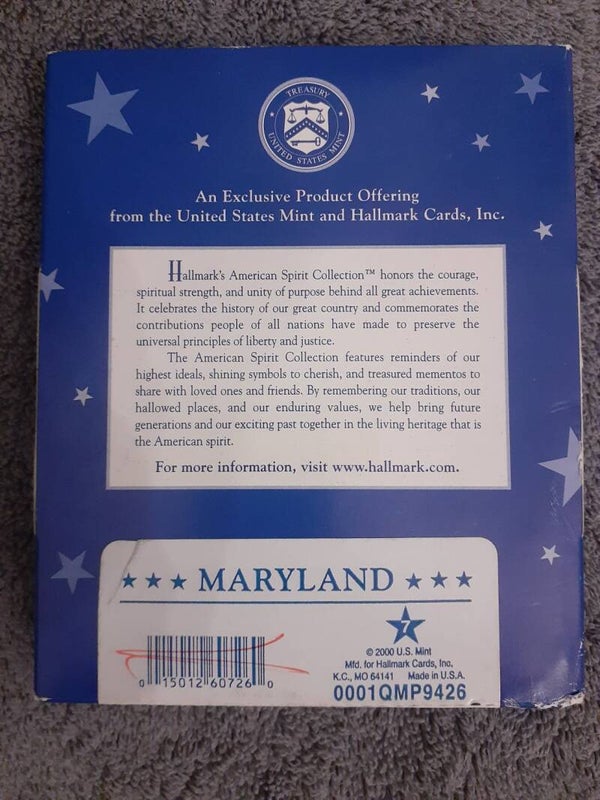 TREASURY
UNITED STATES MINT
An Exclusive Product Offering
from the United States Mint and Hallmark Cards, Inc.
Hallmark's American Spirit Collection™ honors the courage,
spiritual strength, and unity of purpose behind all great achievements.
It celebrates the history of our great country and commemorates the
contributions people of all nations have made to preserve the
universal principles of liberty and justice.
The American Spirit Collection features reminders of our
highest ideals, shining symbols to cherish, and treasured mementos to
share with loved ones and friends. By remembering our traditions, our
hallowed places, and our enduring values, we help bring future
generations and our exciting past together in the living heritage that is
the American spirit.
For more information, visit www.hallmark.com.
★ ★ ★ MARYLAND ★ ★ ★
7
© 2000 U.S. Mint
Mfd. for Hallmark Cards, Inc.
K.C., MO 64141 Made in U.S.A.
0001QMP9426
0 15012 60726 0